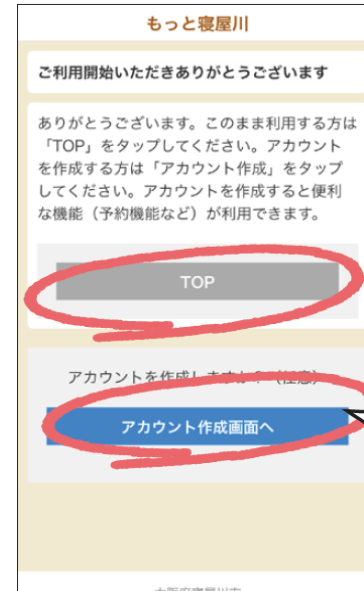 もっと寝屋川
ご利用開始いただきありがとうございます
ありがとうございます。このまま利用する方は
「TOP」をタップしてください。アカウント
を作成する方は「アカウント作成」をタップ
してください。アカウントを作成すると便利
な機能（予約機能など）が利用できます。
TOP
アカウントを作成しますか？（任意）
アカウント作成画面へ
大阪府寝屋川市